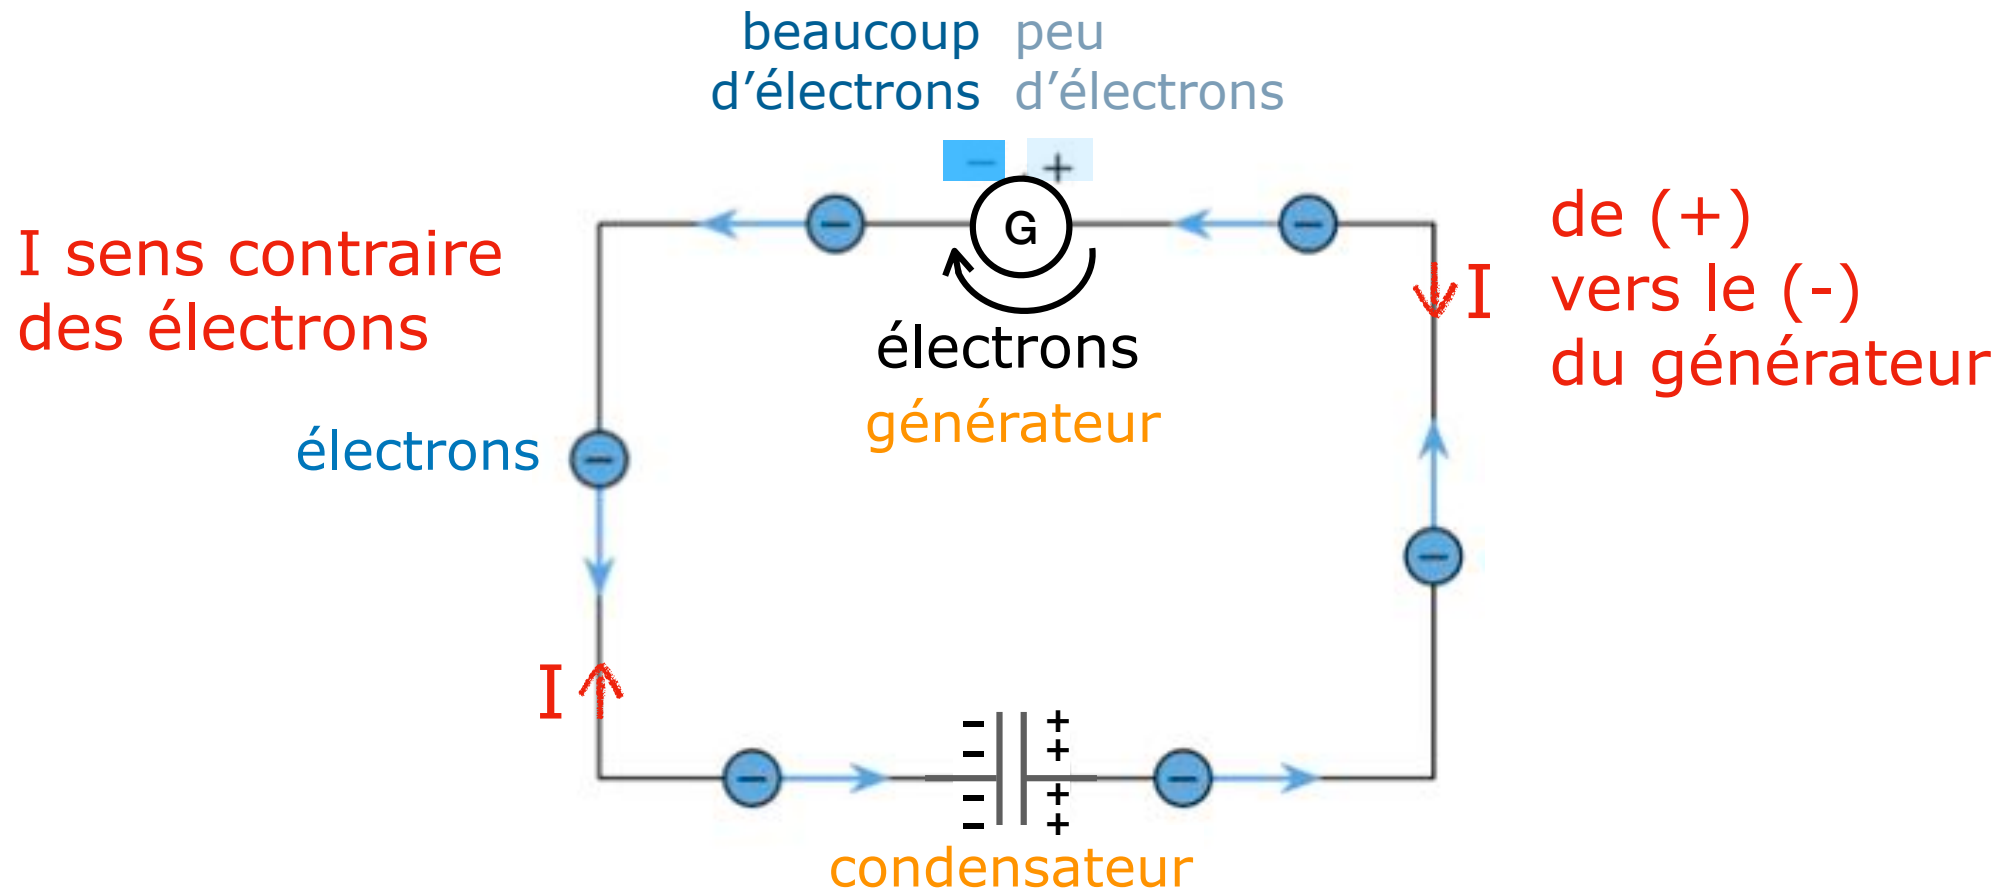 beaucoup peu
d’électrons d’électrons
− +
G
I sens contraire
des électrons
de (+)
vers le (-)
du générateur
I
électrons
générateur
électrons
I
− +
− +
− +
− +
condensateur